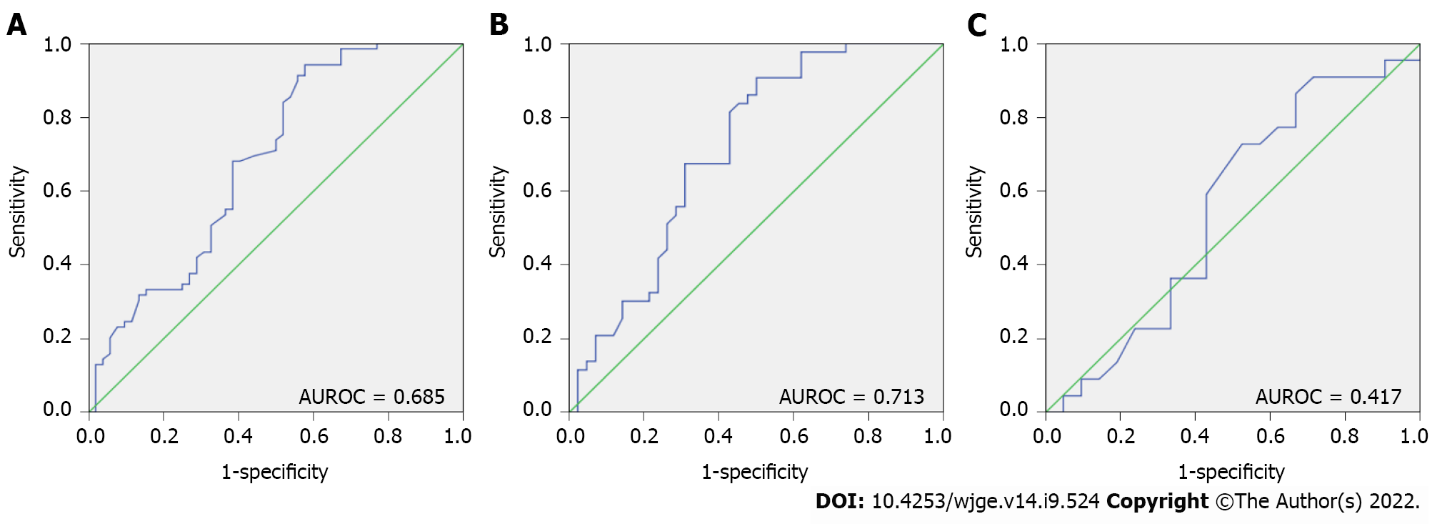 A
1.0
0.8
0.6
0.4
0.2
0.0
Sensitivity
AUROC = 0.685
0.0 0.2 0.4 0.6 0.8 1.0
1-specificity
B
1.0
0.8
0.6
0.4
0.2
0.0
Sensitivity
AUROC = 0.713
0.0 0.2 0.4 0.6 0.8 1.0
1-specificity
C
1.0
0.8
0.6
0.4
0.2
0.0
Sensitivity
AUROC = 0.417
0.0 0.2 0.4 0.6 0.8 1.0
1-specificity
DOI: 10.4253/wjge.v14.i9.524 Copyright ©The Author(s) 2022.